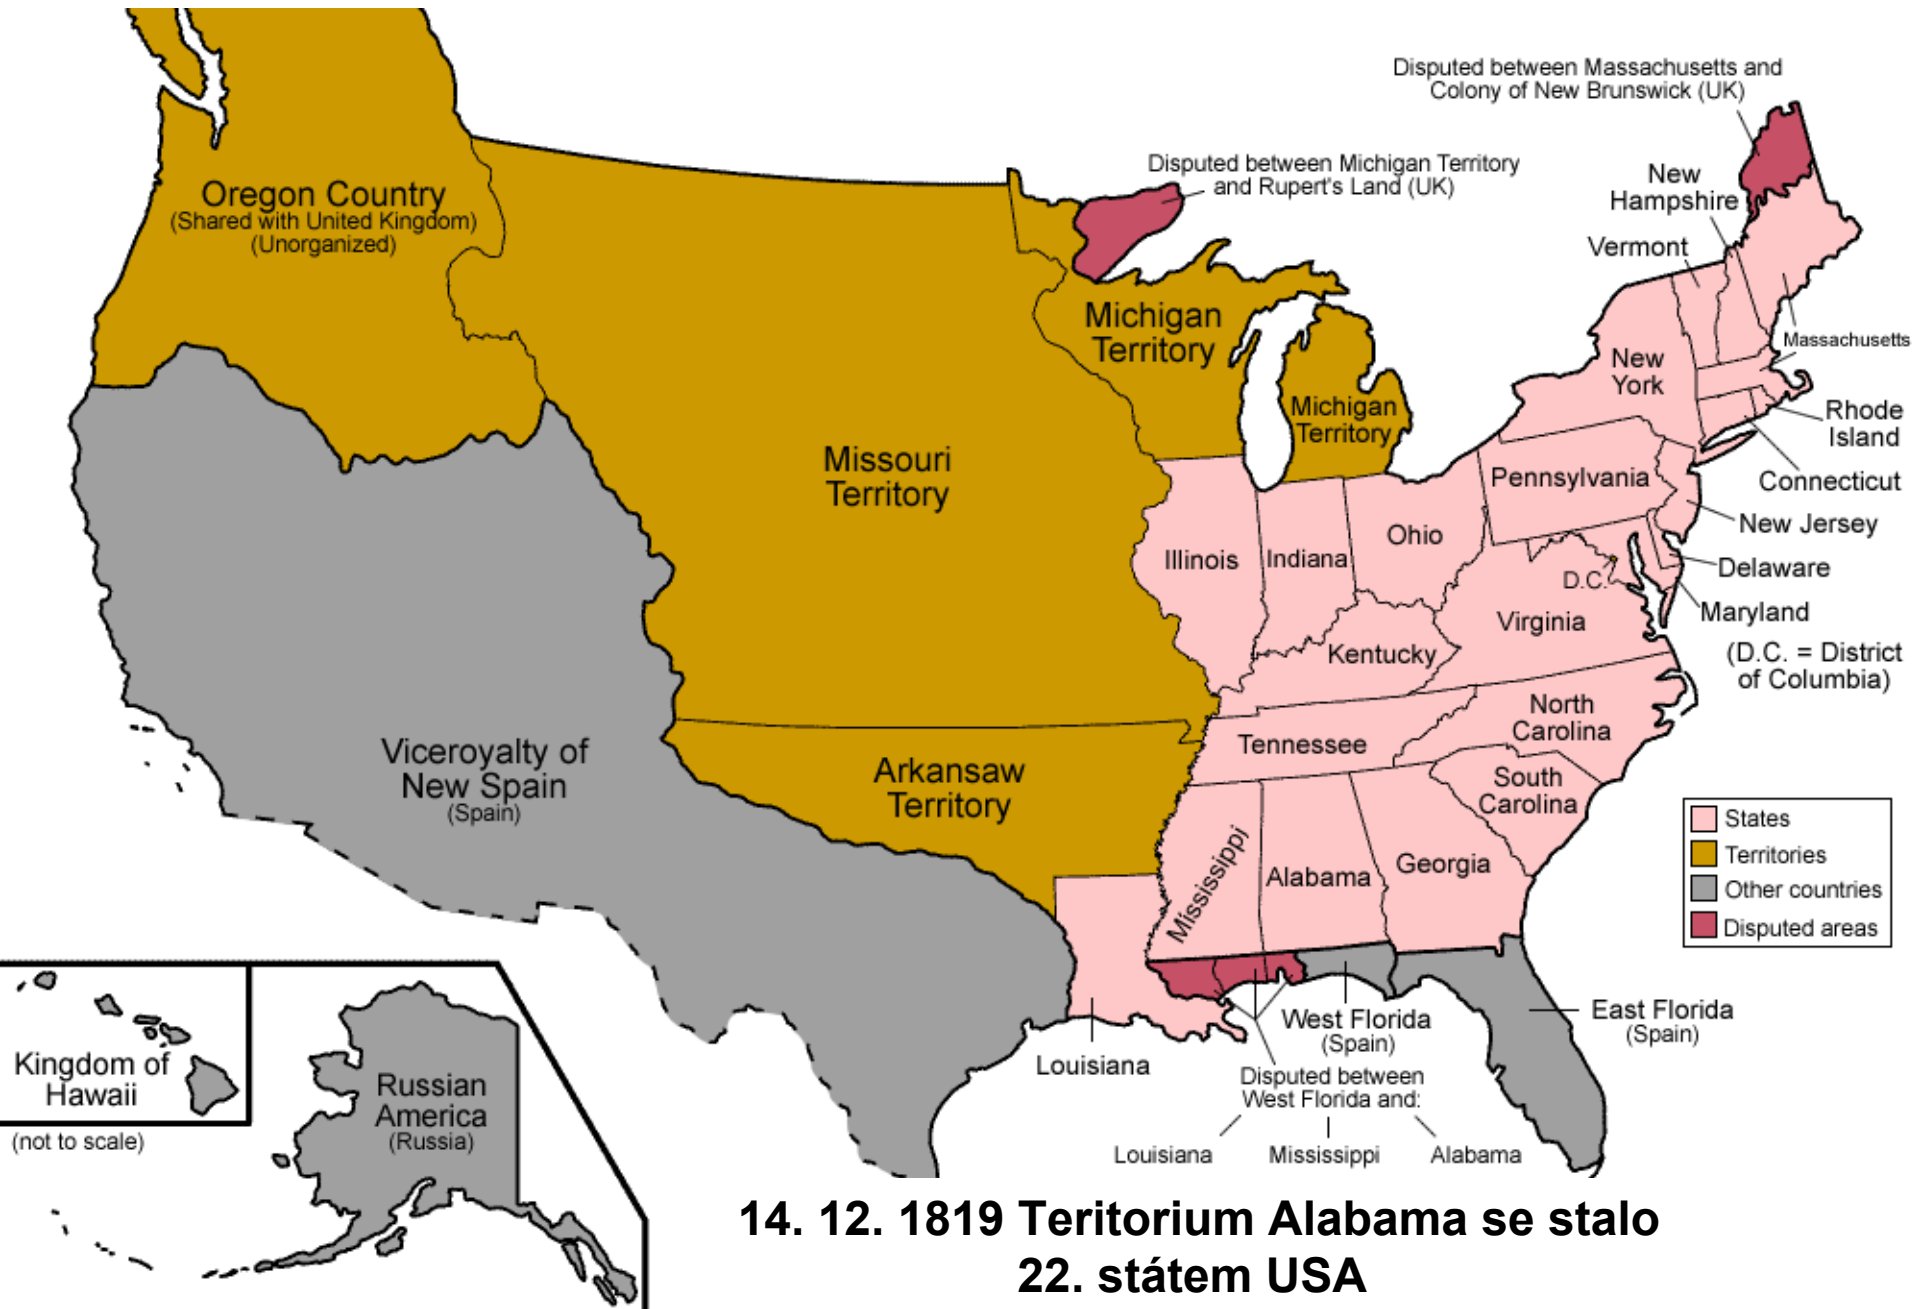 Disputed between Massachusetts and
Colony of New Brunswick (UK)
Disputed between Michigan Territory
and Rupert's Land (UK)
New
Hampshire
Vermont
Oregon Country
(Shared with United Kingdom)
(Unorganized)
Michigan
Territory
Massachusetts
New
York
Michigan
Territory
Rhode
Island
Missouri
Territory
Pennsylvania
Connecticut
New Jersey
Ohio
Illinois
Indiana
Delaware
D.C.
Maryland
Virginia
Kentucky
(D.C. = District
of Columbia)
North
Carolina
Tennessee
Viceroyalty of
New Spain
(Spain)
Arkansaw
Territory
South
Carolina
Mississippi
Alabama
Georgia
States
Territories
Other countries
Disputed areas
East Florida
(Spain)
West Florida
(Spain)
Louisiana
Disputed between
West Florida and:
Louisiana
Mississippi
Alabama
Kingdom of
Hawaii
(not to scale)
Russian
America
(Russia)
14. 12. 1819 Teritorium Alabama se stalo
22. státem USA